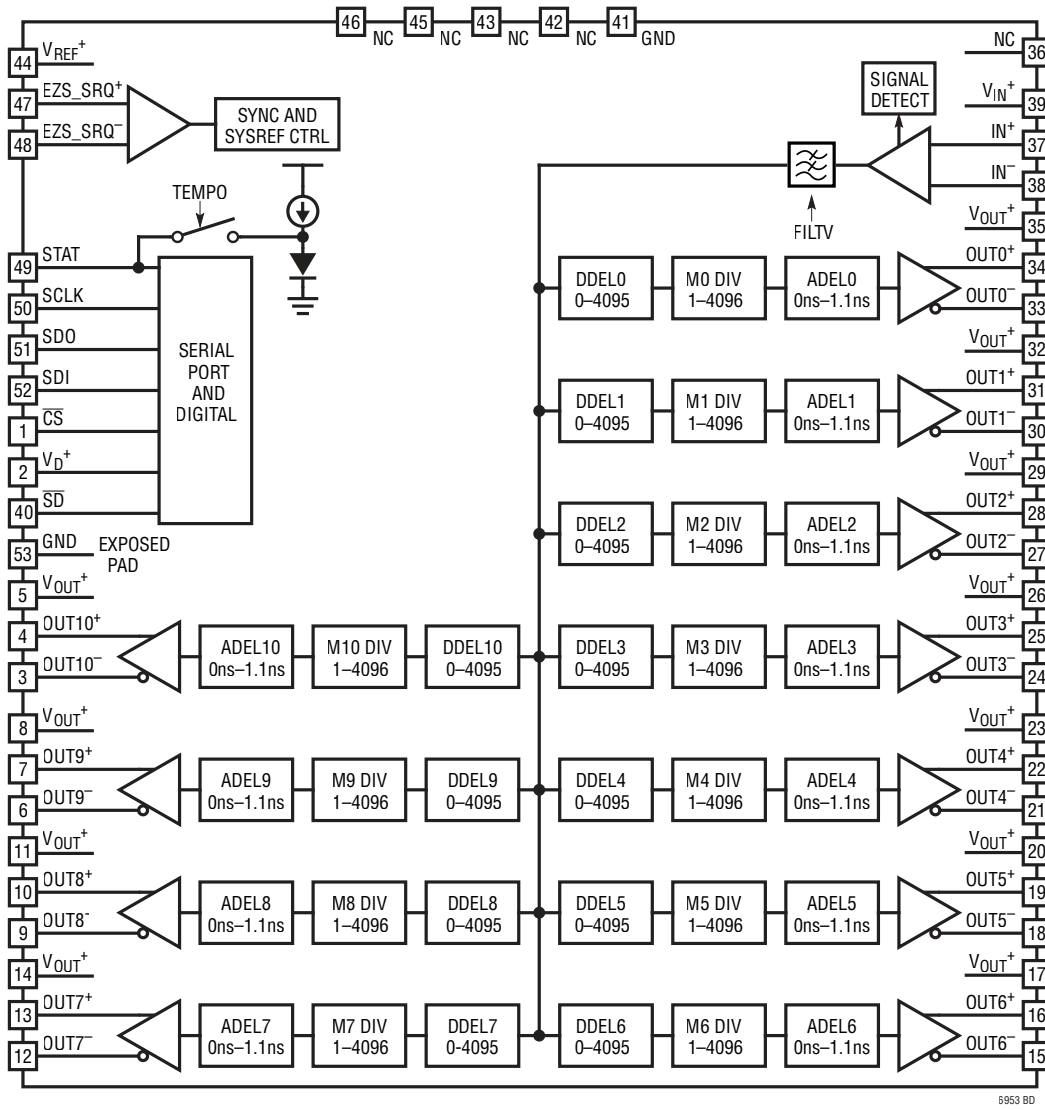 46 NC 45 NC 43 NC 42 NC 41 GND
44 VREF+
47 EZS_SRQ+
48 EZS_SRQ–
SYNC AND
SYSREF CTRL
TEMPO
49 STAT
50 SCLK
51 SDO
52 SDI
1 CS
2 VD+
40 SD
SERIAL
PORT
AND
DIGITAL
53 GND EXPOSED
PAD
5 VOUT+
4 OUT10+
3 OUT10–
ADEL10
0ns–1.1ns
M10 DIV
1–4096
DDEL10
0–4095
8 VOUT+
7 OUT9+
6 OUT9–
ADEL9
0ns–1.1ns
M9 DIV
1–4096
DDEL9
0–4095
11 VOUT+
10 OUT8+
9 OUT8-
ADEL8
0ns–1.1ns
M8 DIV
1–4096
DDEL8
0–4095
14 VOUT+
13 OUT7+
12 OUT7–
ADEL7
0ns–1.1ns
M7 DIV
1–4096
DDEL7
0-4095
NC 36
SIGNAL
DETECT
VIN+ 39
IN+ 37
IN– 38
FILTV
VOUT+ 35
DDEL0
0–4095
M0 DIV
1–4096
ADEL0
0ns–1.1ns
OUT0+ 34
OUT0– 33
VOUT+ 32
DDEL1
0–4095
M1 DIV
1–4096
ADEL1
0ns–1.1ns
OUT1+ 31
OUT1– 30
VOUT+ 29
DDEL2
0–4095
M2 DIV
1–4096
ADEL2
0ns–1.1ns
OUT2+ 28
OUT2– 27
VOUT+ 26
DDEL3
0–4095
M3 DIV
1–4096
ADEL3
0ns–1.1ns
OUT3+ 25
OUT3– 24
VOUT+ 23
DDEL4
0–4095
M4 DIV
1–4096
ADEL4
0ns–1.1ns
OUT4+ 22
OUT4– 21
VOUT+ 20
DDEL5
0–4095
M5 DIV
1–4096
ADEL5
0ns–1.1ns
OUT5+ 19
OUT5– 18
VOUT+ 17
DDEL6
0–4095
M6 DIV
1–4096
ADEL6
0ns–1.1ns
OUT6+ 16
OUT6– 15
6953 BD